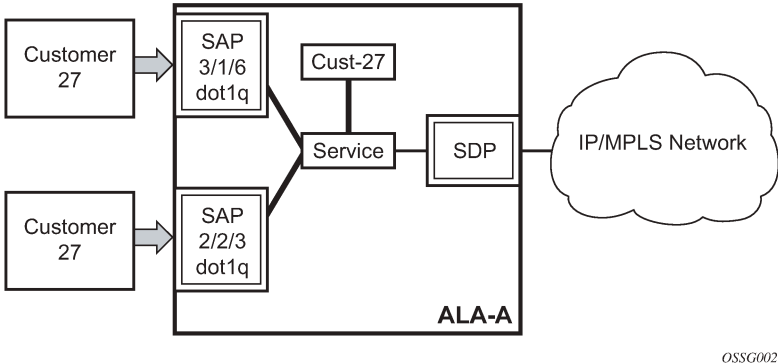 Customer
27
SAP
3/1/6
dot1q
Cust-27
Service
SDP
IP/MPLS Network
Customer
27
SAP
2/2/3
dot1q
ALA-A
OSSG002